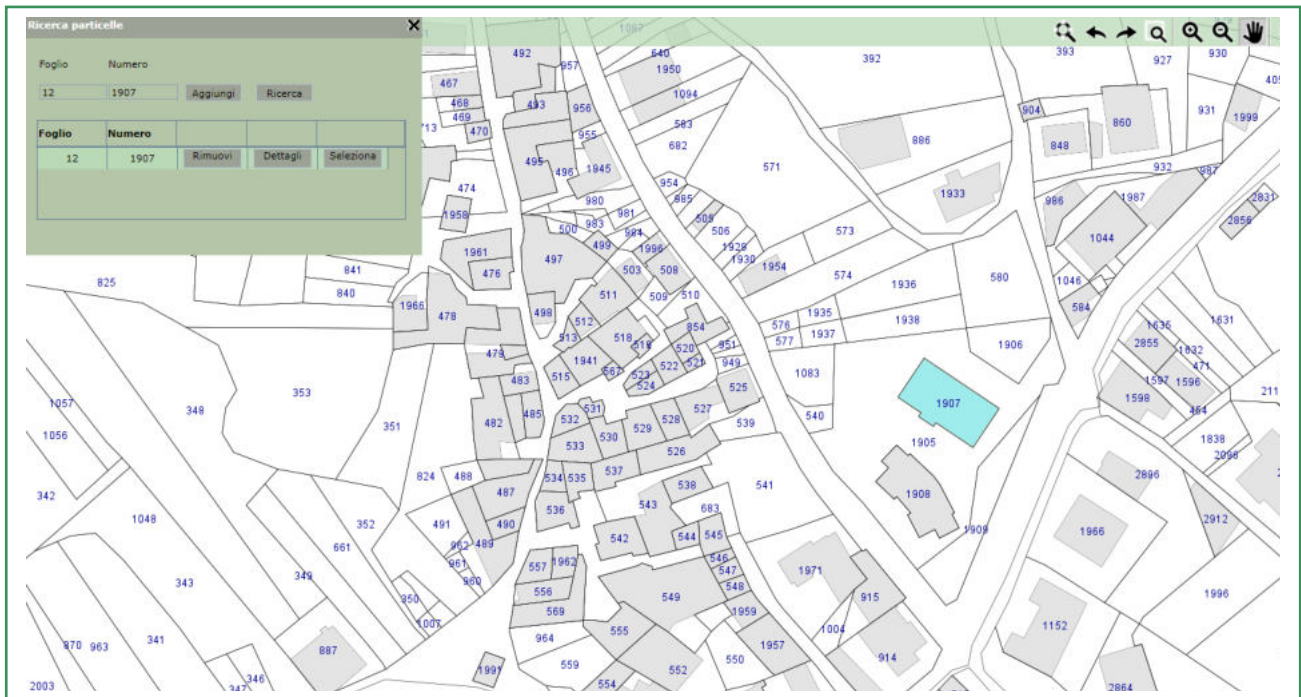 Ricerca particelle
Foglio Numero
12 1907 Aggiungi Ricerca
Foglio Numero
12 1907 Rimuovi Dettagli Seleziona
1087
492 957 640 1950 392 393 927 930
467 1094 405
468 956 583 904 860 931 1999
469 493
713 470 955 682 886 848
495 496 1945 571 932 987
474 954 1933
980 985 986 1987 2831
1958 981 505 2856
500 983 984 506 573 1044
499 1996 1929
1961 497 1930
476 503 508 1954 574 580 1046
825 841 1936
840 511 509 510 584
1966 478 498 1935 1938 1631
512 518 854 576 1937 1635
513 519 520 951 577 1906 2855 1632
479 1941 522 521 949 471
353 515 567 523 1083 1597 1596
483 524 525 1598
1057 348 485 531 527 1907 464 211
482 532 528 540
351 530 529 539 1905 1838
1056 533 526 2096
824 488 534 535 537 541 2896
342 487 538 1908
1048 352 491 490 536 543 683 1909 2912
661 962 489 542 544 545 1966
961 557 1962 546
343 349 960 556 547 1971
350 548 915 1996
1007 569 549 1959
870 963 341 1004 1152
887 964 555 1957
346 1991 559 552 550 914
2003 347 554 2864